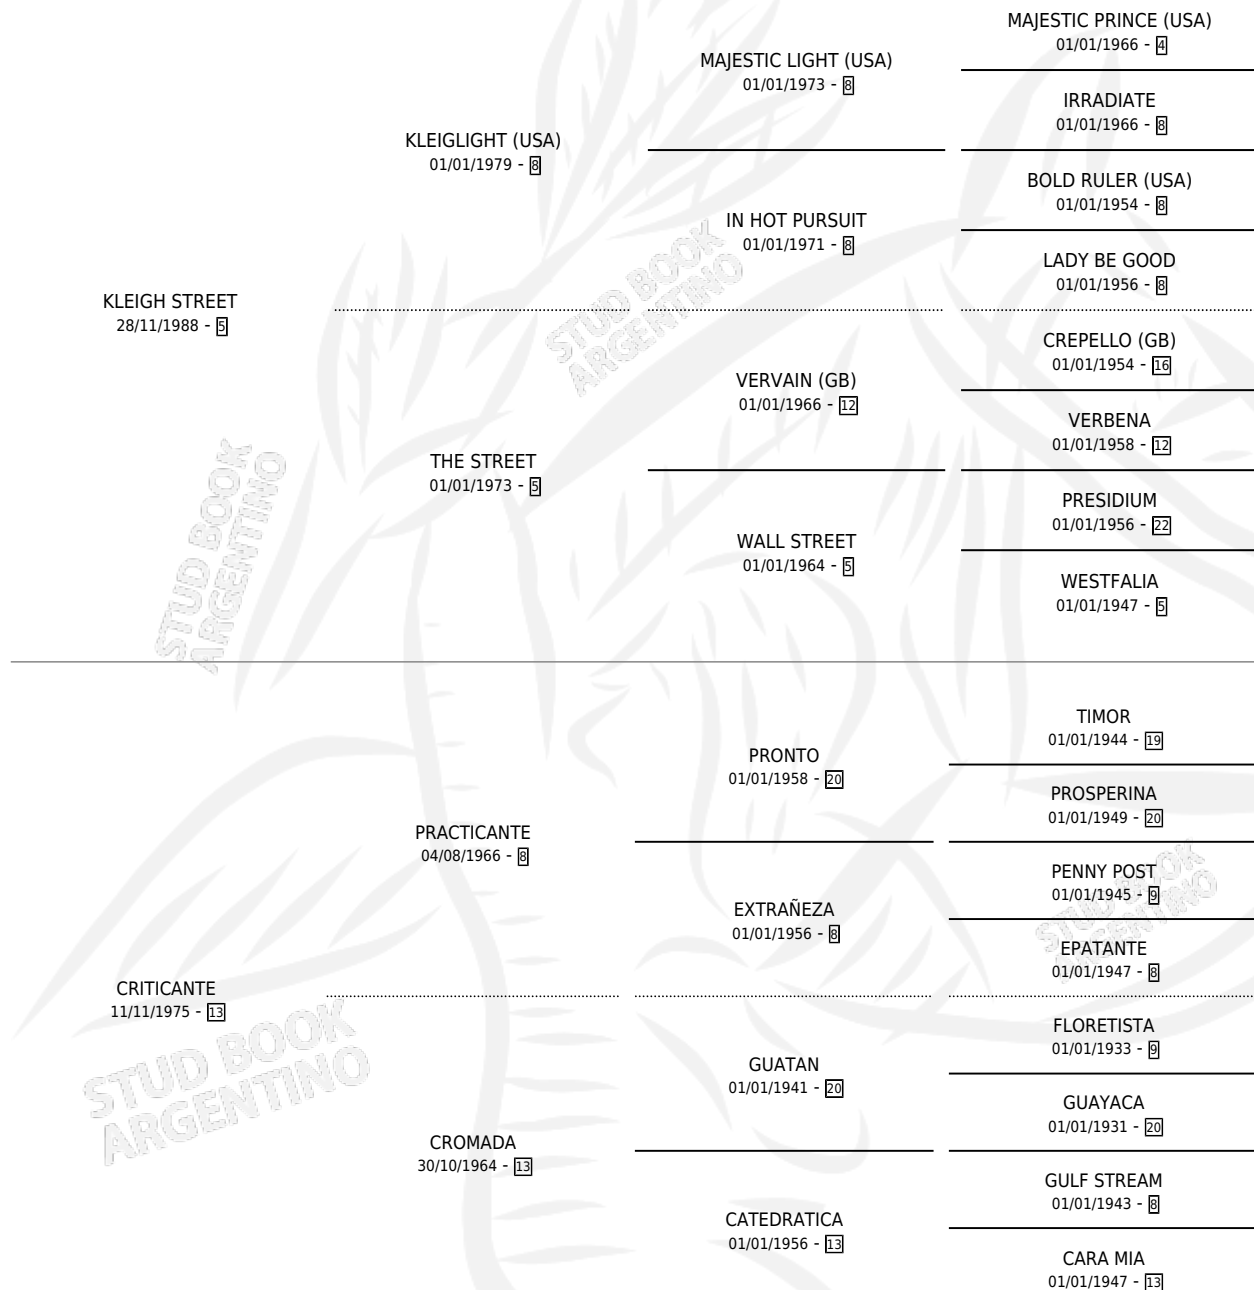 MAJESTIC PRINCE (USA)
01/01/1966 - 4
MAJESTIC LIGHT (USA)
01/01/1973 - 8
IRRADIATE
01/01/1966 - 8
KLEIGLIGHT (USA)
01/01/1979 - 8
BOLD RULER (USA)
01/01/1954 - 8
IN HOT PURSUIT
01/01/1971 - 8
LADY BE GOOD
01/01/1956 - 8
KLEIGH STREET
28/11/1988 - 5
CREPELLO (GB)
01/01/1954 - 16
VERVAIN (GB)
01/01/1966 - 12
VERBENA
01/01/1958 - 12
THE STREET
01/01/1973 - 5
PRESIDIUM
01/01/1956 - 22
WALL STREET
01/01/1964 - 5
WESTFALIA
01/01/1947 - 5
TIMOR
01/01/1944 - 19
PRONTO
01/01/1958 - 20
PROSPERINA
01/01/1949 - 20
PRACTICANTE
04/08/1966 - 8
PENNY POST
01/01/1945 - 9
EXTRAÑEZA
01/01/1956 - 8
EPATANTE
01/01/1947 - 8
CRITICANTE
11/11/1975 - 13
FLORETISTA
01/01/1933 - 9
GUATAN
01/01/1941 - 20
GUAYACA
01/01/1931 - 20
CROMADA
30/10/1964 - 13
GULF STREAM
01/01/1943 - 8
CATEDRATICA
01/01/1956 - 13
CARA MIA
01/01/1947 - 13
STUD BOOK
ARGENTINO
STUD BOOK
ARGENTINO
STUD BOOK
ARGENTINO
STUD BOOK
ARGENTINO